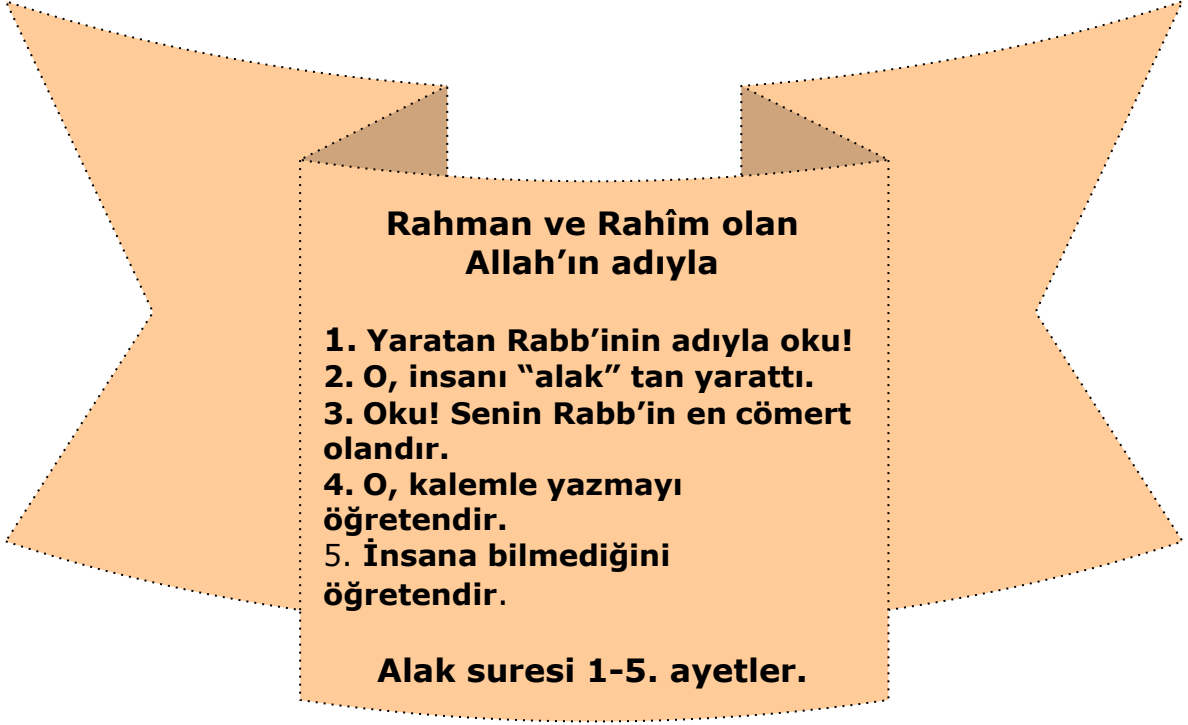 Rahman ve Rahîm olan
Allah’ın adıyla
1. Yaratan Rabb’inin adıyla oku!
2. O, insanı “alak” tan yarattı.
3. Oku! Senin Rabb’in en cömert
olandır.
4. O, kalemle yazmayı
öğretendir.
5. İnsana bilmediğini
öğretendir.
Alak suresi 1-5. ayetler.